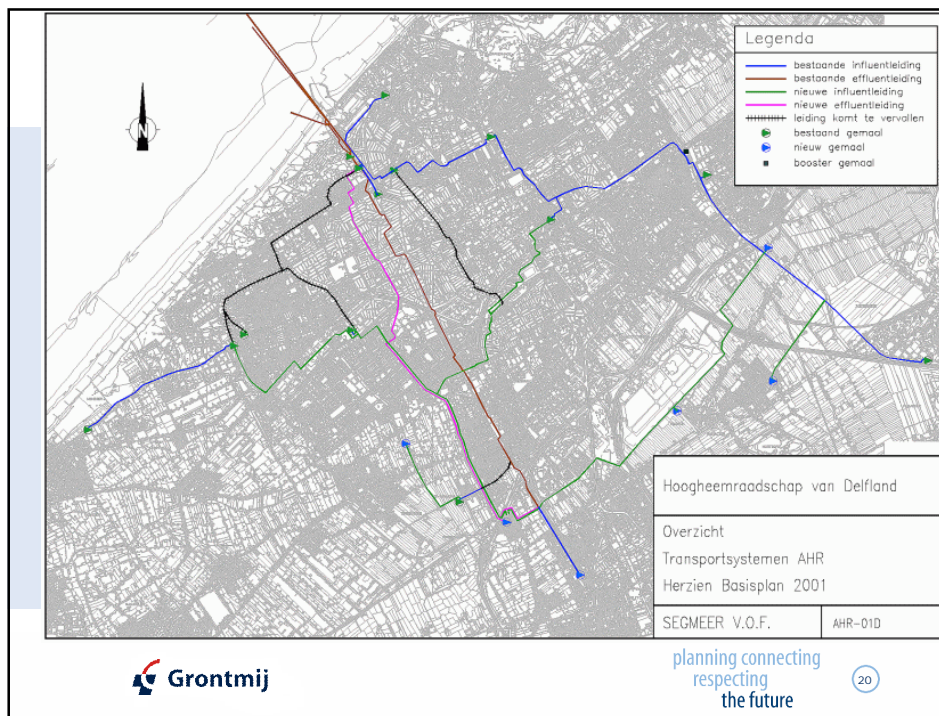 Legenda
bestaande influentleiding
bestaande effluentleiding
nieuwe influentleiding
nieuwe effluentleiding
leiding komt te vervallen
bestaand gemaal
nieuw gemaal
booster gemaal
N
Hoogheemraadschap van Delfland
Overzicht
Transportsystemen AHR
Herzien Basisplan 2001
SEGMEER V.O.F.
AHR-01D
Grontmij
planning connecting
respecting
the future
20